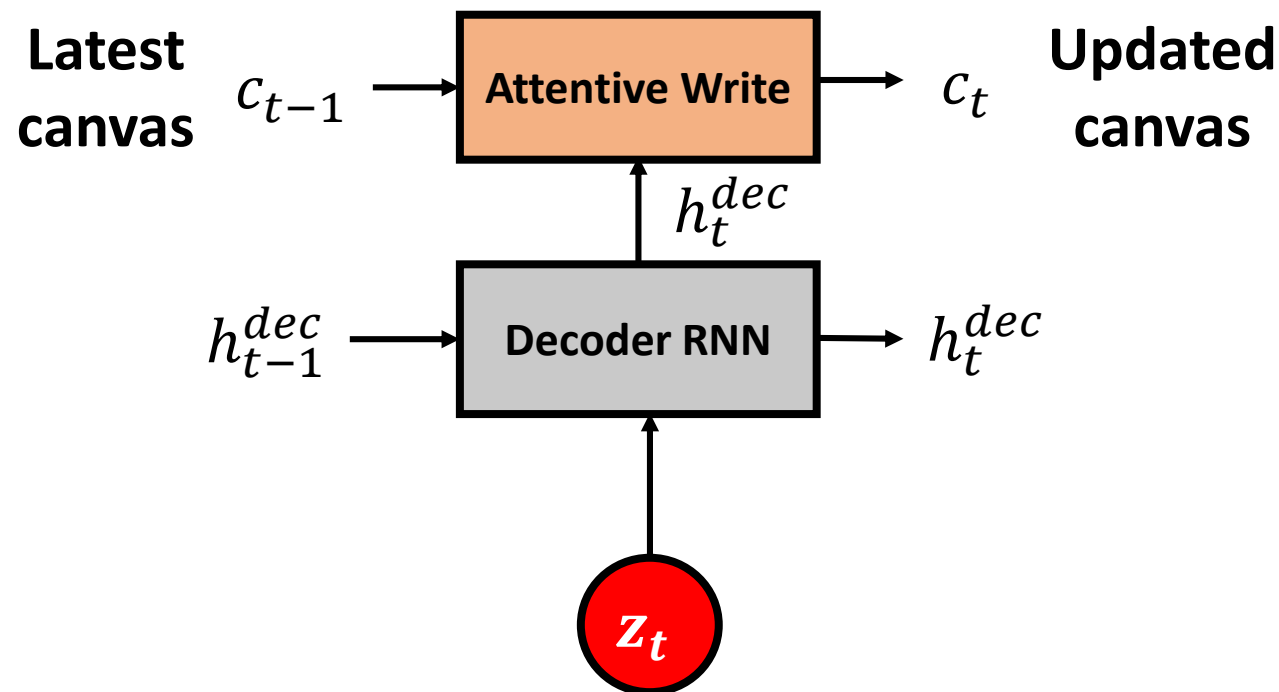 Latest
canvas
c_{t-1}
Attentive Write
c_t
Updated
canvas
h_t^{dec}
h_{t-1}^{dec}
Decoder RNN
h_t^{dec}
z_t